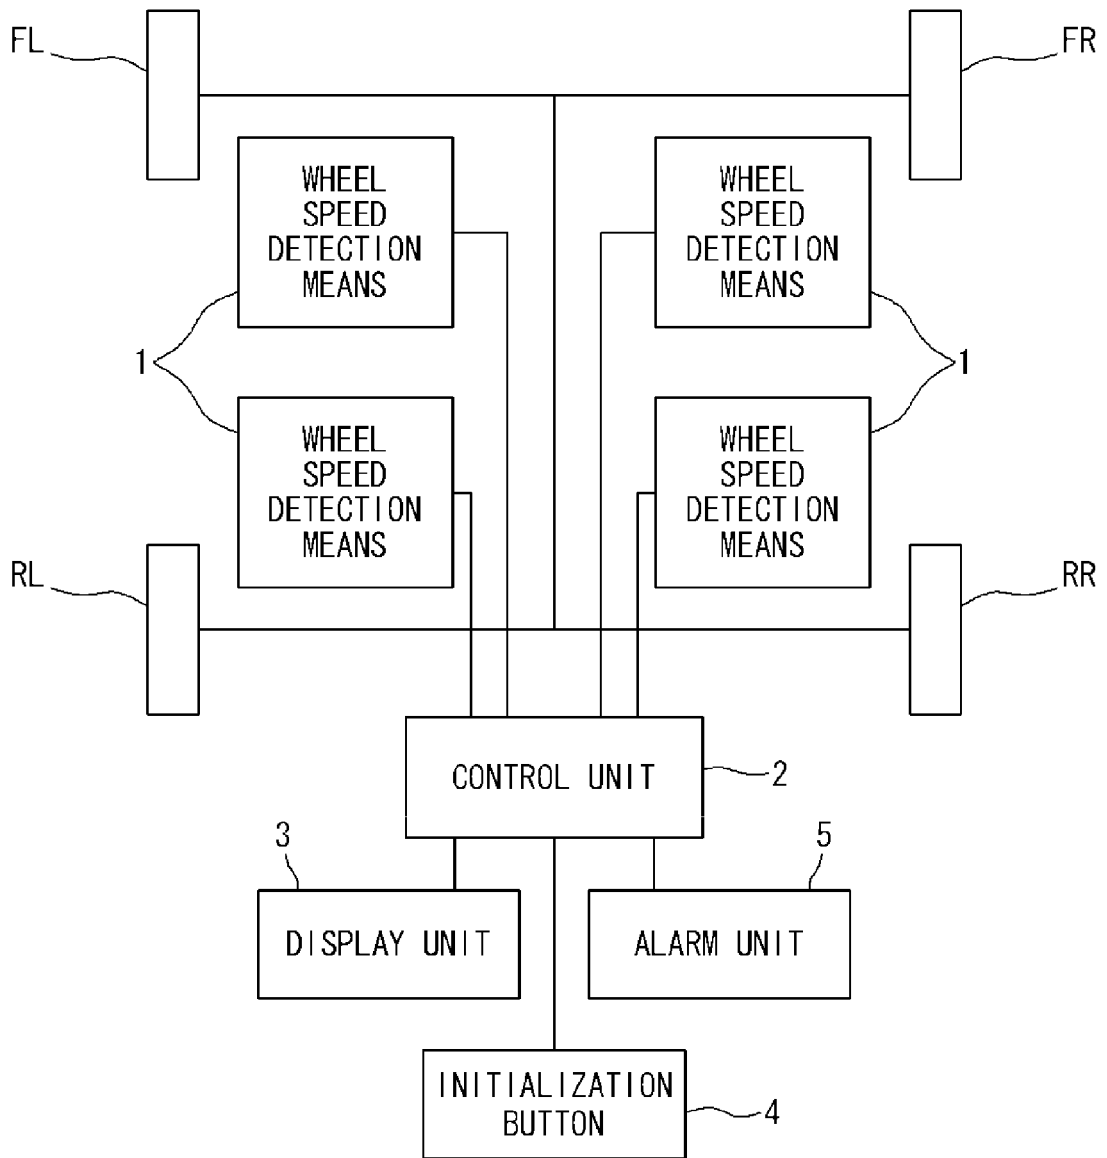 FL
FR
WHEEL
SPEED
DETECTION
MEANS
WHEEL
SPEED
DETECTION
MEANS
1
1
WHEEL
SPEED
DETECTION
MEANS
WHEEL
SPEED
DETECTION
MEANS
RL
RR
CONTROL UNIT
2
3
5
DISPLAY UNIT
ALARM UNIT
INITIALIZATION
BUTTON
4